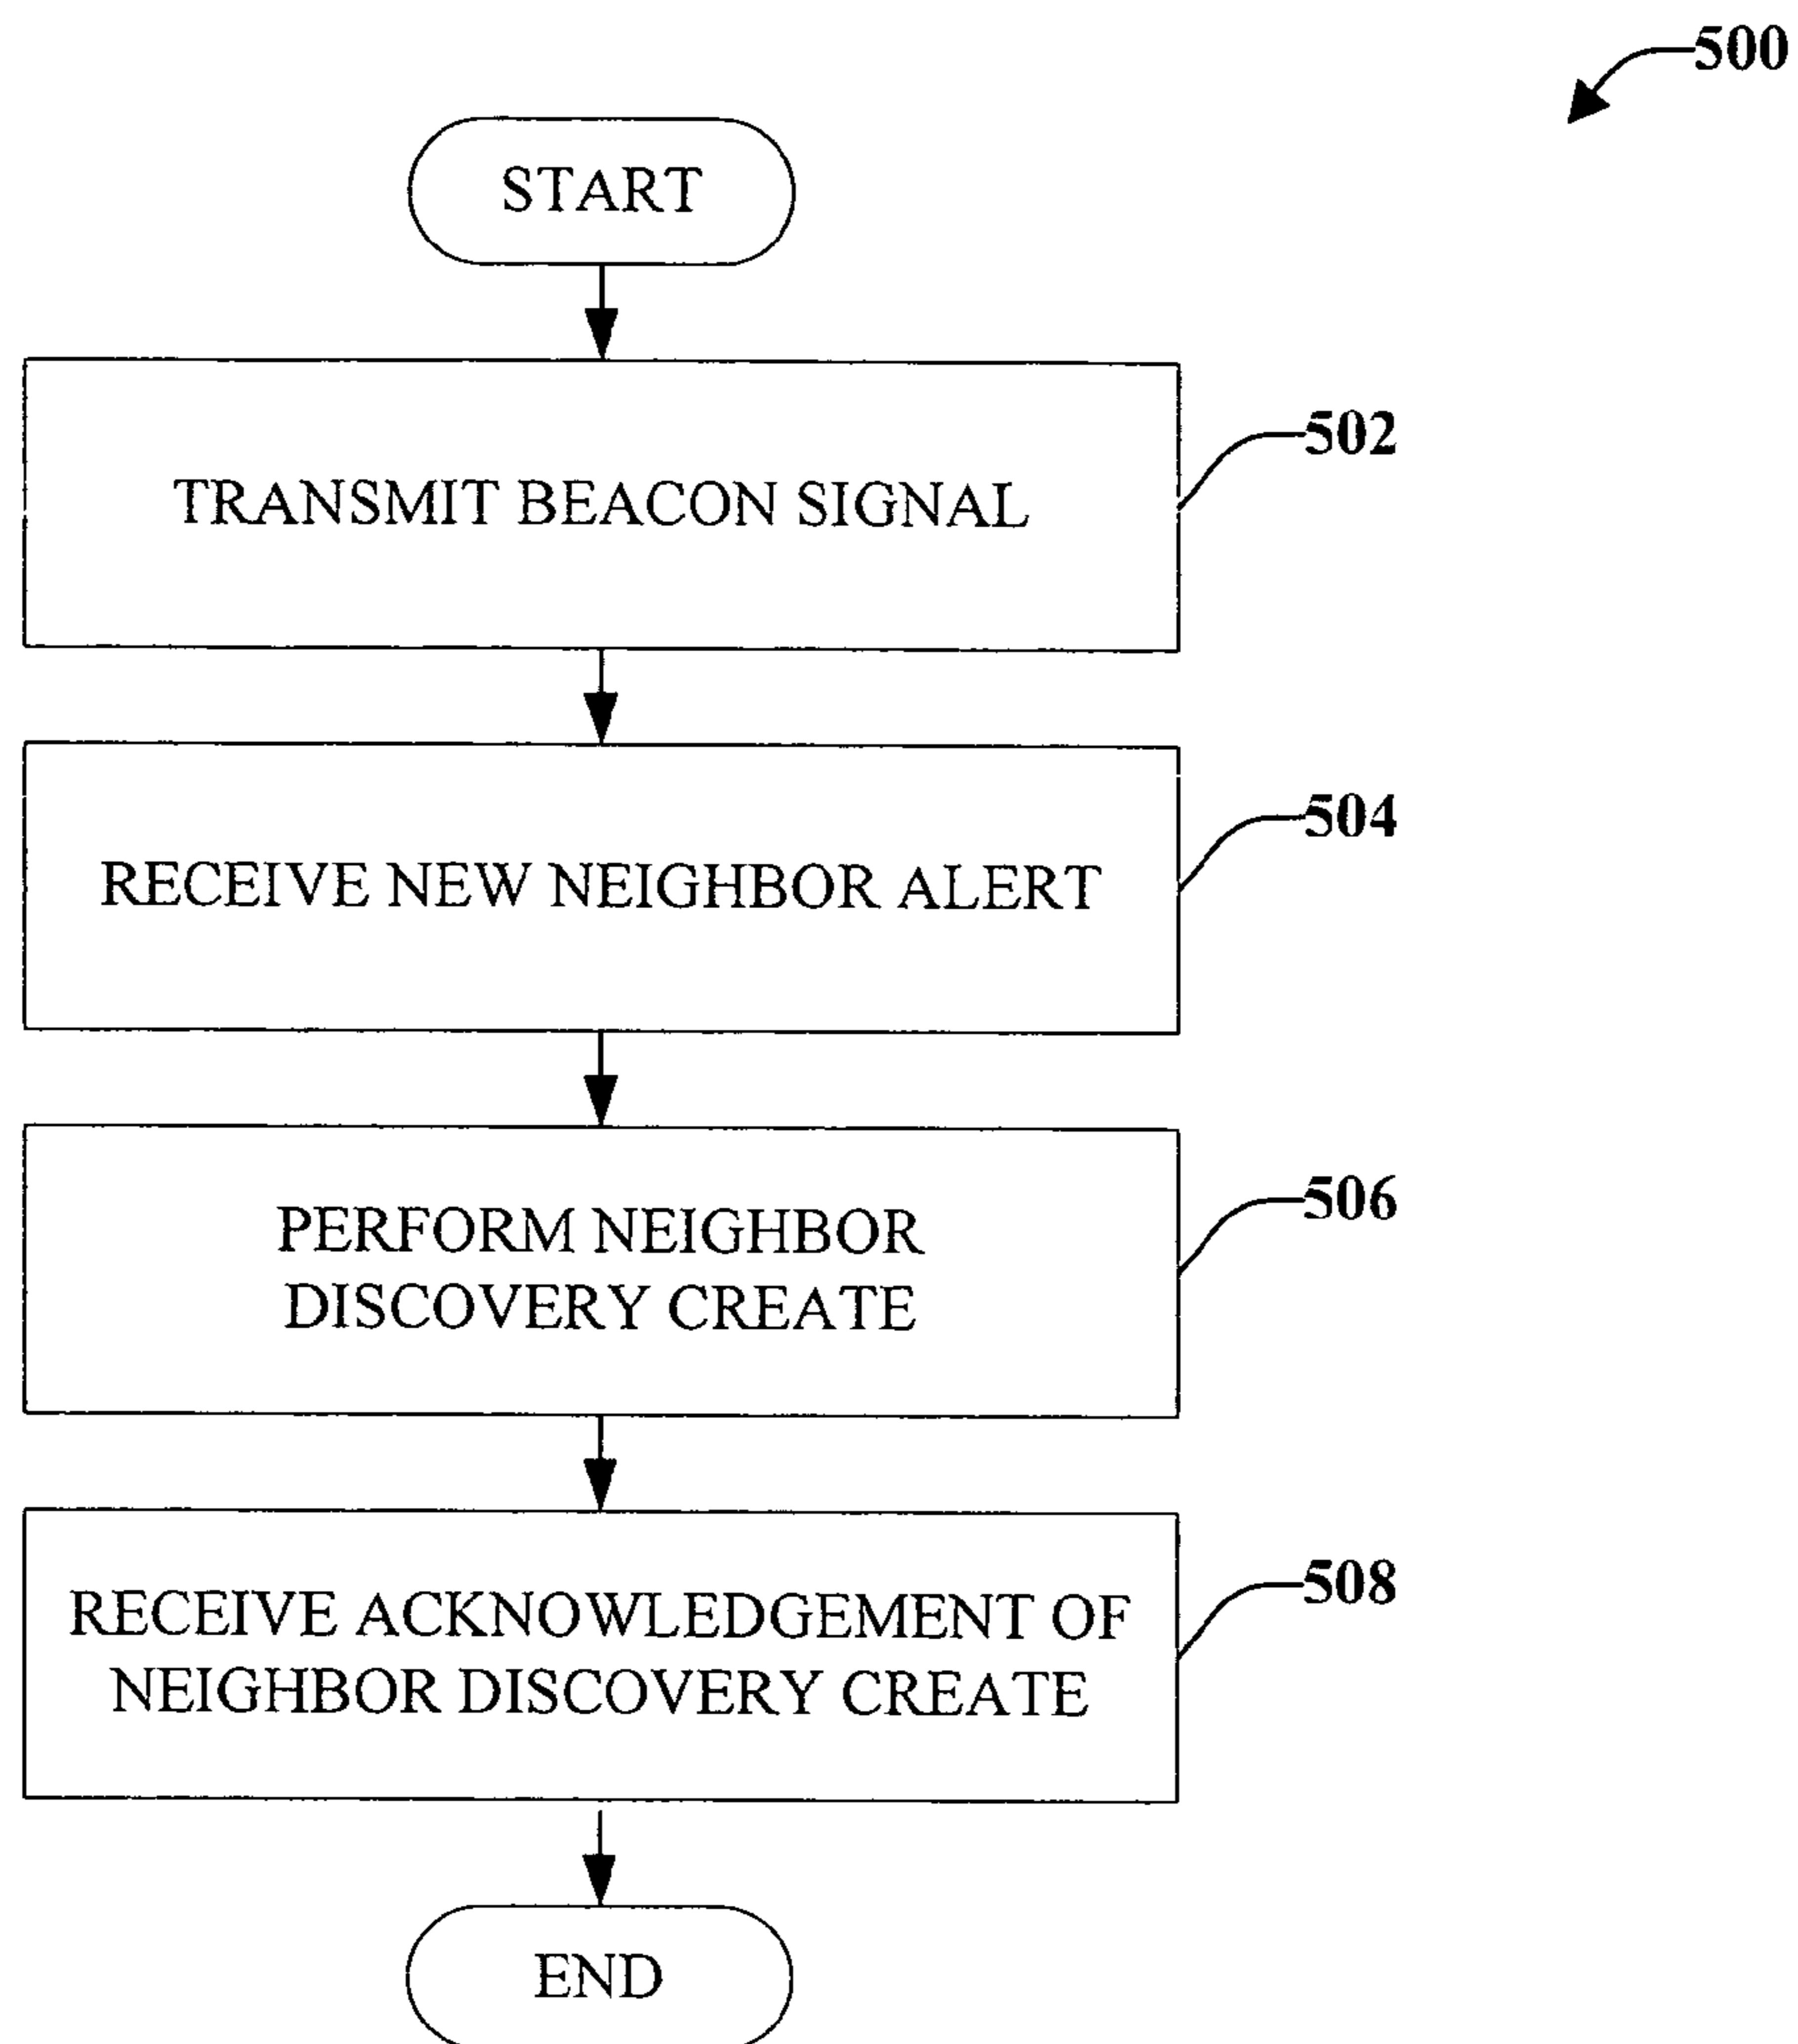 500
START
TRANSMIT BEACON SIGNAL
502
RECEIVE NEW NEIGHBOR ALERT
504
PERFORM NEIGHBOR
DISCOVERY CREATE
506
RECEIVE ACKNOWLEDGEMENT OF
NEIGHBOR DISCOVERY CREATE
508
END